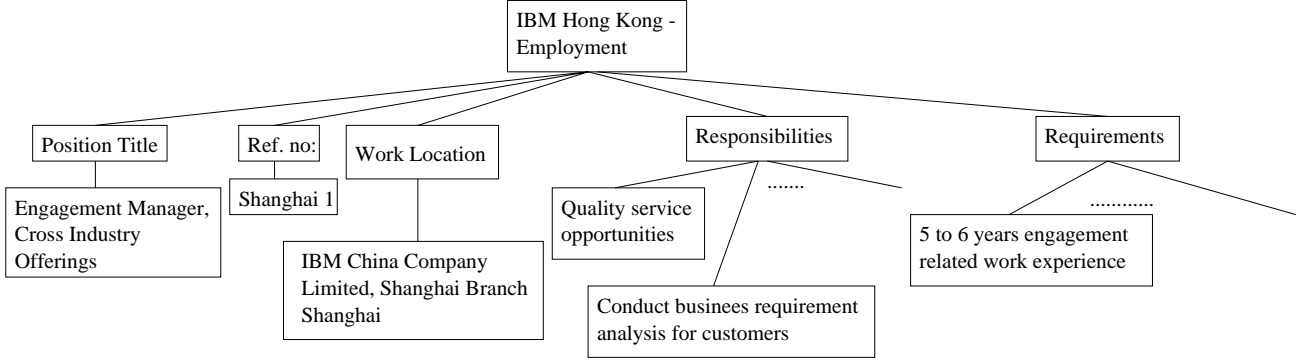 IBM Hong Kong -
Employment
Position Title
Ref. no:
Work Location
Responsibilities
Requirements
Engagement Manager,
Cross Industry
Offerings
Shanghai 1
IBM China Company
Limited, Shanghai Branch
Shanghai
Quality service
opportunities
.......
Conduct businees requirement
analysis for customers
............
5 to 6 years engagement
related work experience